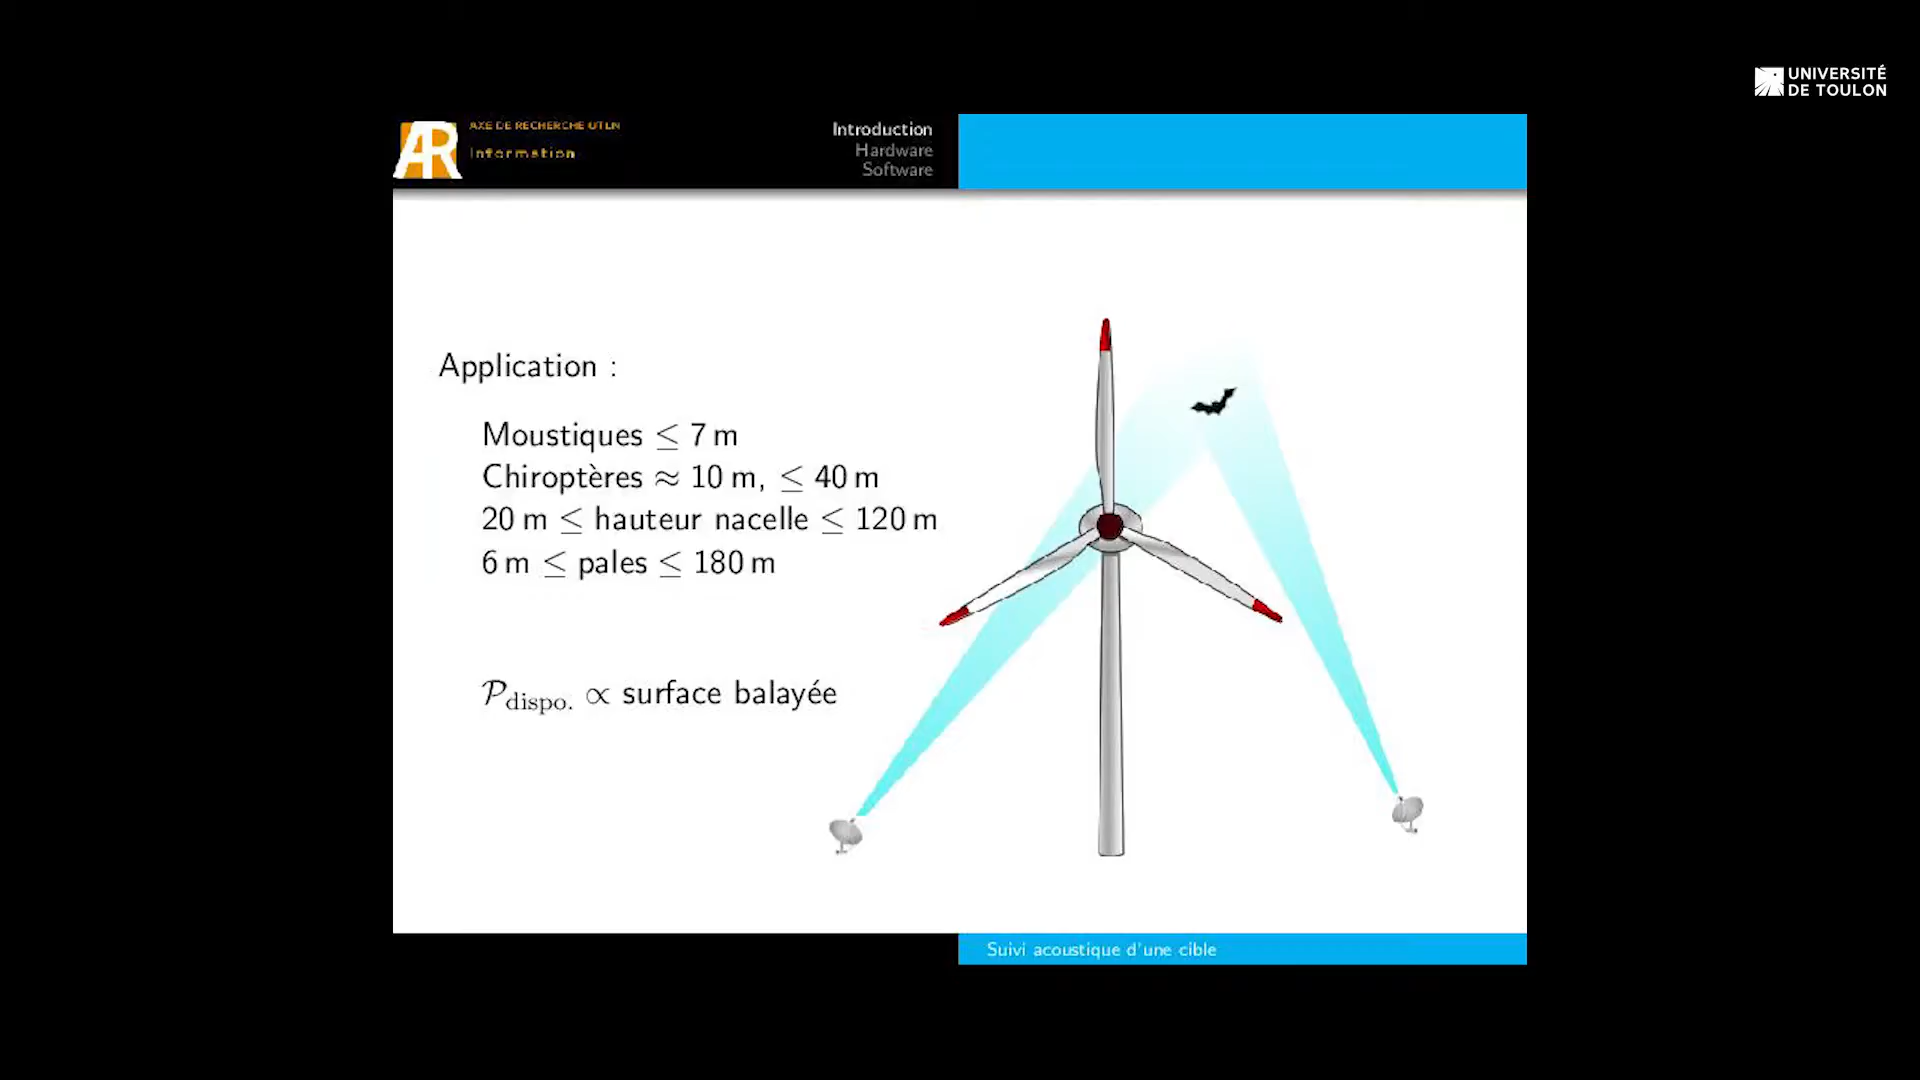 UNIVERSITÉ
DE TOULON
AXE DE RECHERCHE UTLN
Information
Introduction
Hardware
Software
Application :
Moustiques ≤ 7 m
Chiroptères ≈ 10 m, ≤ 40 m
20 m ≤ hauteur nacelle ≤ 120 m
6 m ≤ pales ≤ 180 m
𝒫dispo. ∝ surface balayée
Suivi acoustique d'une cible
AR